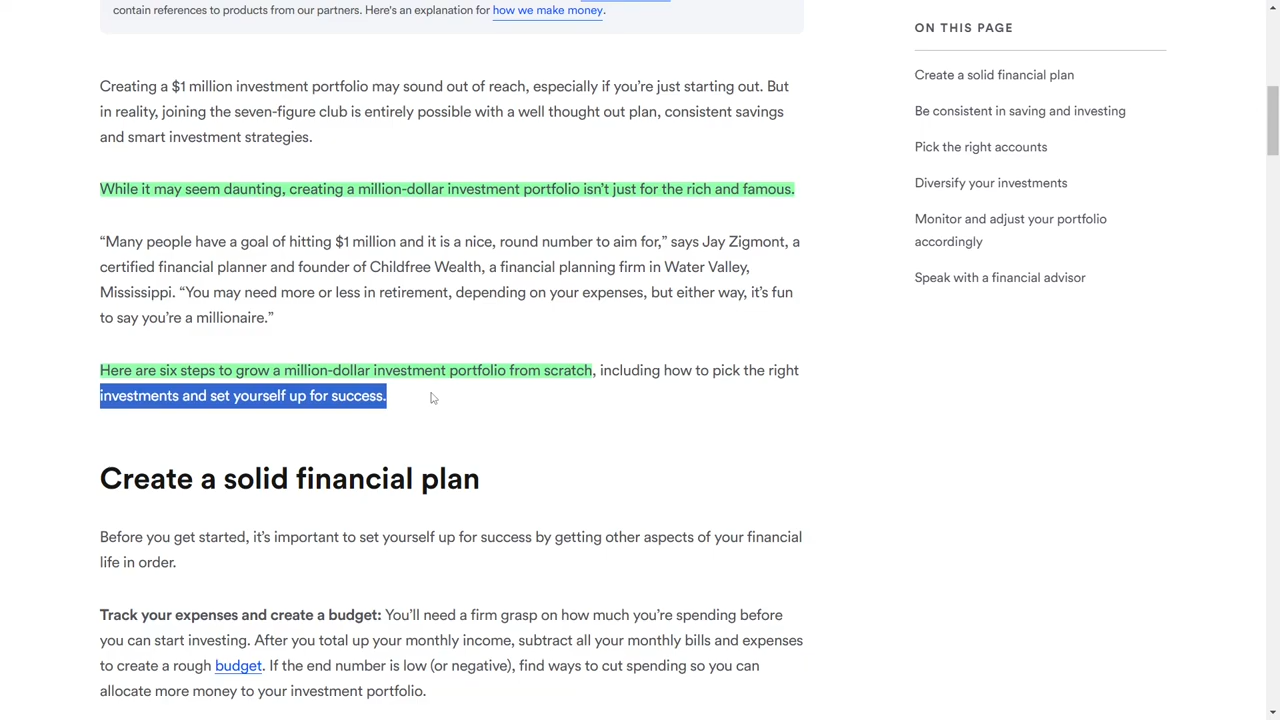 contain references to products from our partners. Here's an explanation for how we make money.
Creating a $1 million investment portfolio may sound out of reach, especially if you’re just starting out. But
in reality, joining the seven-figure club is entirely possible with a well thought out plan, consistent savings
and smart investment strategies.
While it may seem daunting, creating a million-dollar investment portfolio isn’t just for the rich and famous.
“Many people have a goal of hitting $1 million and it is a nice, round number to aim for,” says Jay Zigmont, a
certified financial planner and founder of Childfree Wealth, a financial planning firm in Water Valley,
Mississippi. “You may need more or less in retirement, depending on your expenses, but either way, it’s fun
to say you’re a millionaire.”
Here are six steps to grow a million-dollar investment portfolio from scratch, including how to pick the right
investments and set yourself up for success.
Create a solid financial plan
Before you get started, it’s important to set yourself up for success by getting other aspects of your financial
life in order.
Track your expenses and create a budget: You’ll need a firm grasp on how much you’re spending before
you can start investing. After you total up your monthly income, subtract all your monthly bills and expenses
to create a rough budget. If the end number is low (or negative), find ways to cut spending so you can
allocate more money to your investment portfolio.
ON THIS PAGE
Create a solid financial plan
Be consistent in saving and investing
Pick the right accounts
Diversify your investments
Monitor and adjust your portfolio
accordingly
Speak with a financial advisor